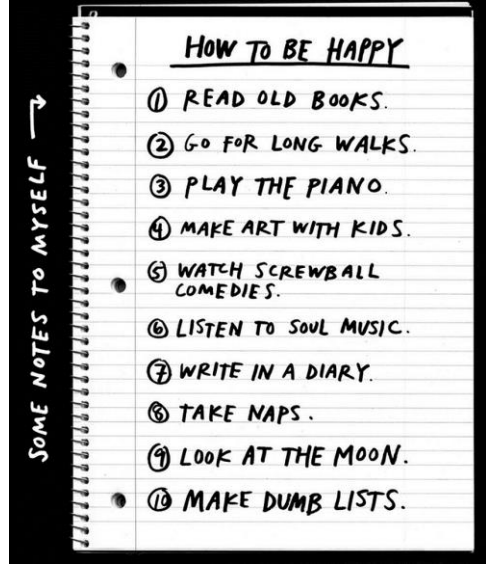 SOME NOTES TO MYSELF →
HOW TO BE HAPPY
① READ OLD BOOKS.
② GO FOR LONG WALKS.
③ PLAY THE PIANO.
④ MAKE ART WITH KIDS.
⑤ WATCH SCREWBALL
COMEDIES.
⑥ LISTEN TO SOUL MUSIC.
⑦ WRITE IN A DIARY.
⑧ TAKE NAPS.
⑨ LOOK AT THE MOON.
⑩ MAKE DUMB LISTS.